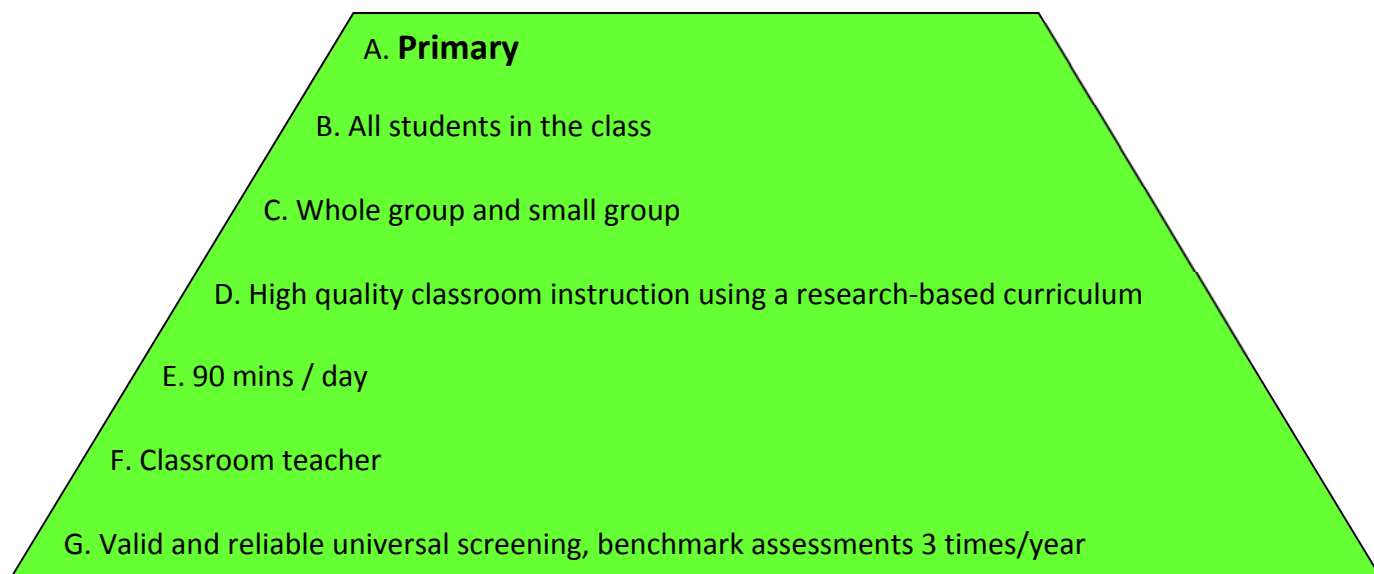 A. Primary
B. All students in the class
C. Whole group and small group
D. High quality classroom instruction using a research-based curriculum
E. 90 mins / day
F. Classroom teacher
G. Valid and reliable universal screening, benchmark assessments 3 times/year